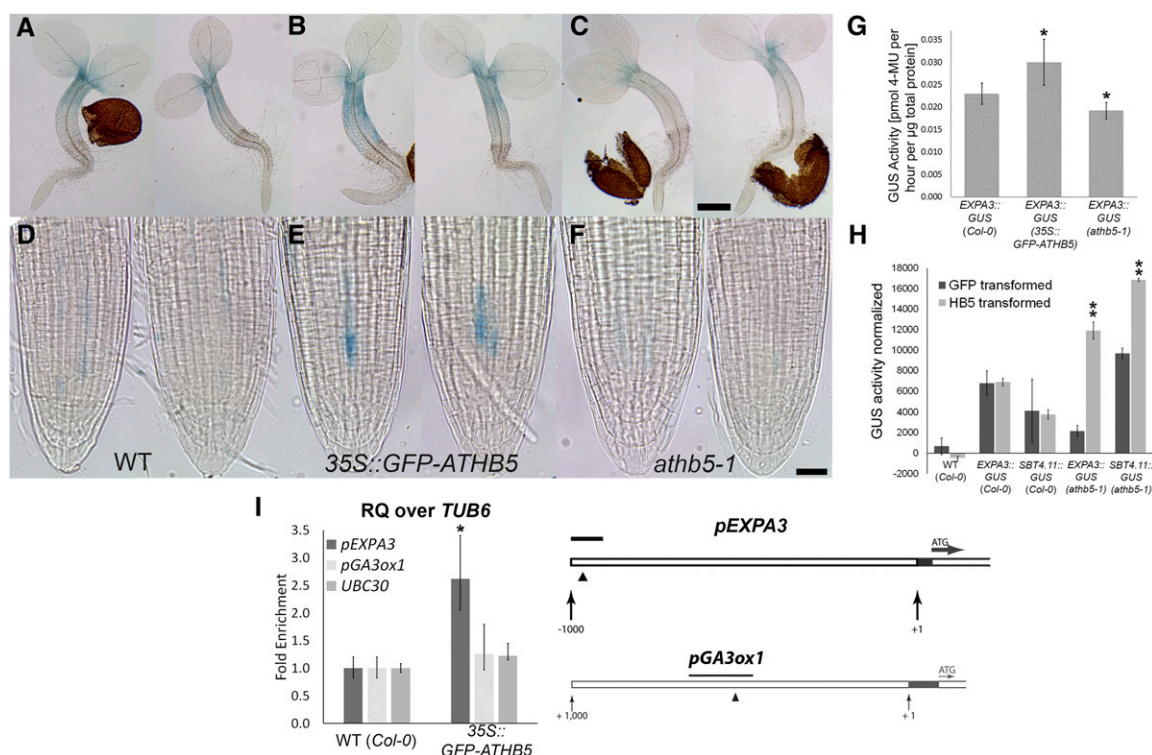 A
B
C
D
WT
E
35S::GFP-ATHB5
F
athb5-1
G
GUS Activity [pmol 4-MU per
hour per µg total protein]
0.035
0.030
0.025
0.020
0.015
0.010
0.005
0.000
*
*
EXPA3::
GUS
(Col-0)
EXPA3::
GUS
(35S::
GFP-ATHB5)
EXPA3::
GUS
(athb5-1)
H
GUS activity normalized
18000
16000
14000
12000
10000
8000
6000
4000
2000
0
-2000
GFP transformed
HB5 transformed
**
**
WT
(Col-0)
EXPA3::
GUS
(Col-0)
SBT4.11::
GUS
(Col-0)
EXPA3::
GUS
(athb5-1)
SBT4.11::
GUS
(athb5-1)
I
RQ over TUB6
Fold Enrichment
3.5
3.0
2.5
2.0
1.5
1.0
0.5
0.0
pEXPA3
pGA3ox1
UBC30
*
WT (Col-0)
35S::
GFP-ATHB5
pEXPA3
ATG
-1000
+1
pGA3ox1
ATG
+1,000
+1